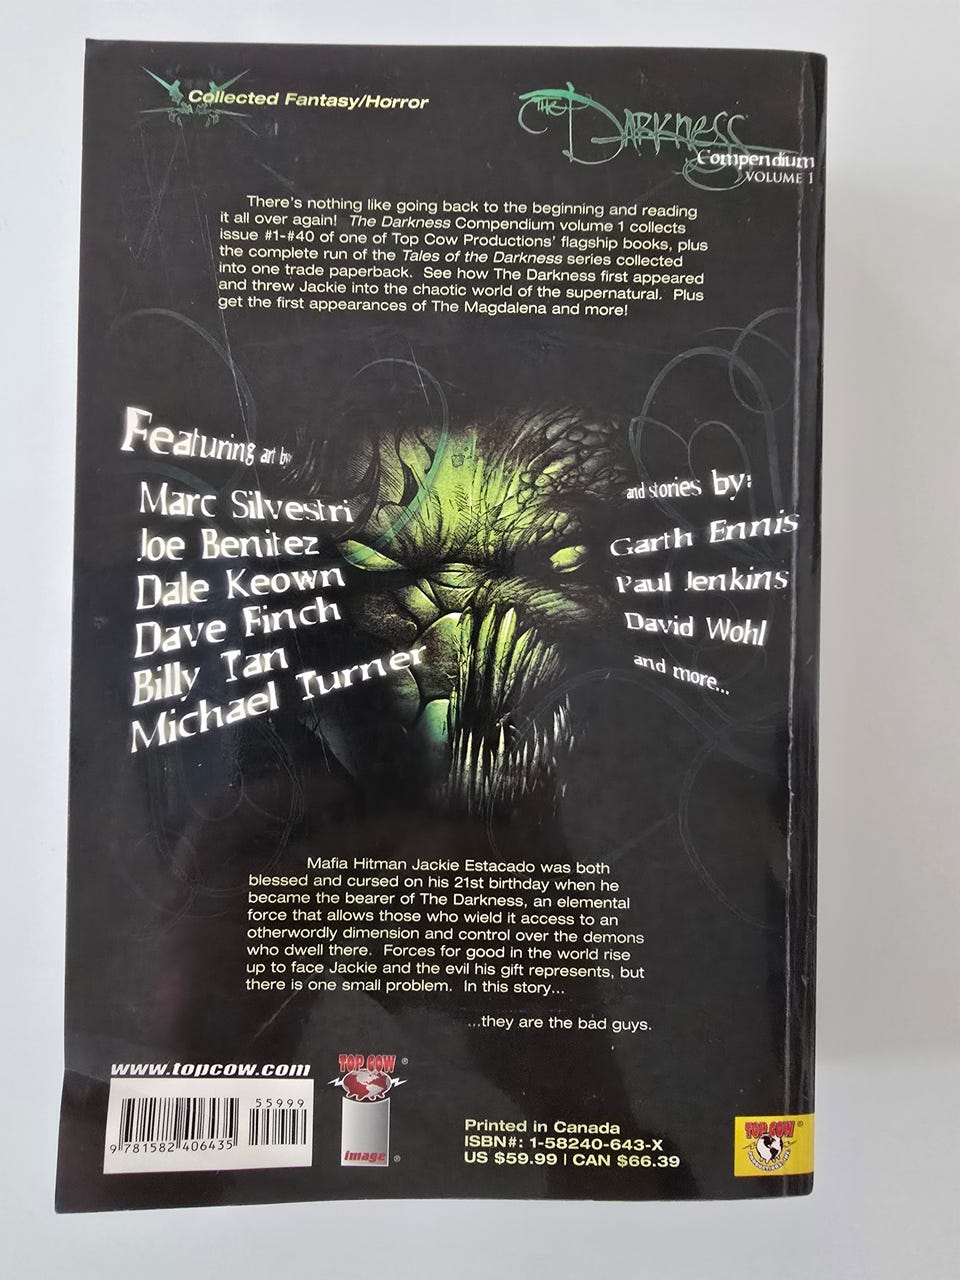 Collected Fantasy/Horror
The Darkness
Compendium
VOLUME 1
There's nothing like going back to the beginning and reading
it all over again! The Darkness Compendium volume 1 collects
issue #1-#40 of one of Top Cow Productions' flagship books, plus
the complete run of the Tales of the Darkness series collected
into one trade paperback. See how The Darkness first appeared
and threw Jackie into the chaotic world of the supernatural. Plus
get the first appearances of The Magdalena and more!
Featuring art by
Marc Silvestri
Joe Benitez
Dale Keown
Dave Finch
Billy Tan
Michael Turner
and stories by:
Garth Ennis
Paul Jenkins
David Wohl
and more...
Mafia Hitman Jackie Estacado was both
blessed and cursed on his 21st birthday when he
became the bearer of The Darkness, an elemental
force that allows those who wield it access to an
otherwordly dimension and control over the demons
who dwell there. Forces for good in the world rise
up to face Jackie and the evil his gift represents, but
there is one small problem. In this story...
...they are the bad guys.
www.topcow.com
55999
9 781582 406435
TOP COW ®
image ®
Printed in Canada
ISBN#: 1-58240-643-X
US $59.99 | CAN $66.39
TOP COW ®
PRODUCTIONS, INC.